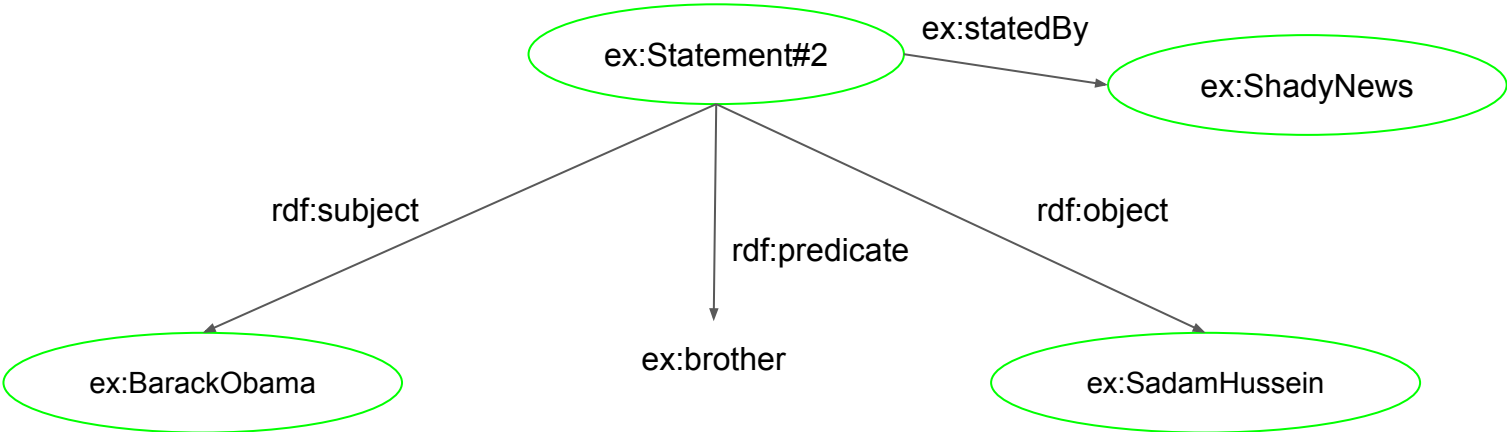 ex:statedBy
ex:Statement#2
ex:ShadyNews
rdf:subject
rdf:object
rdf:predicate
ex:brother
ex:BarackObama
ex:SadamHussein